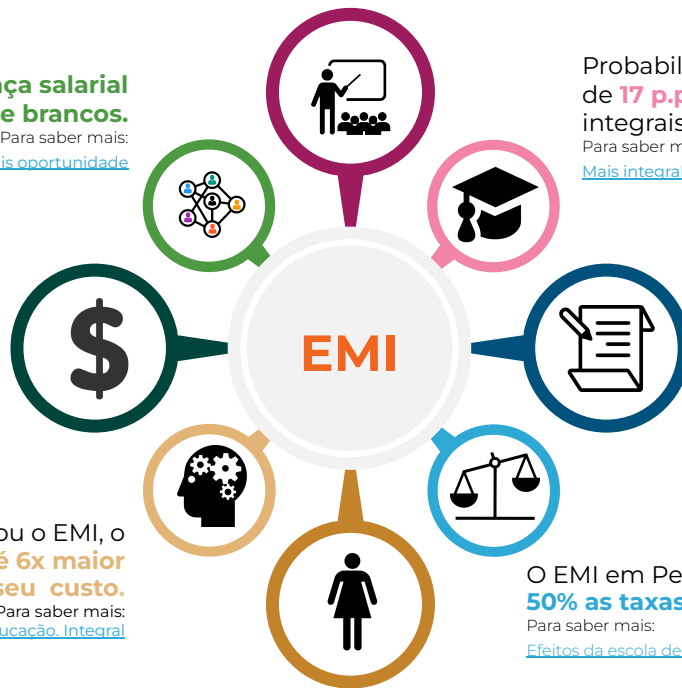 ça salarial
e brancos.
Para saber mais:
is oportunidade
Probabil
de 17 p.p
integrais
Para saber m
Mais integral
EMI
ou o EMI, o
é 6x maior
seu custo.
Para saber mais:
ucação. Integral
O EMI em Pe
50% as taxas
Para saber mais:
Efeitos da escola de